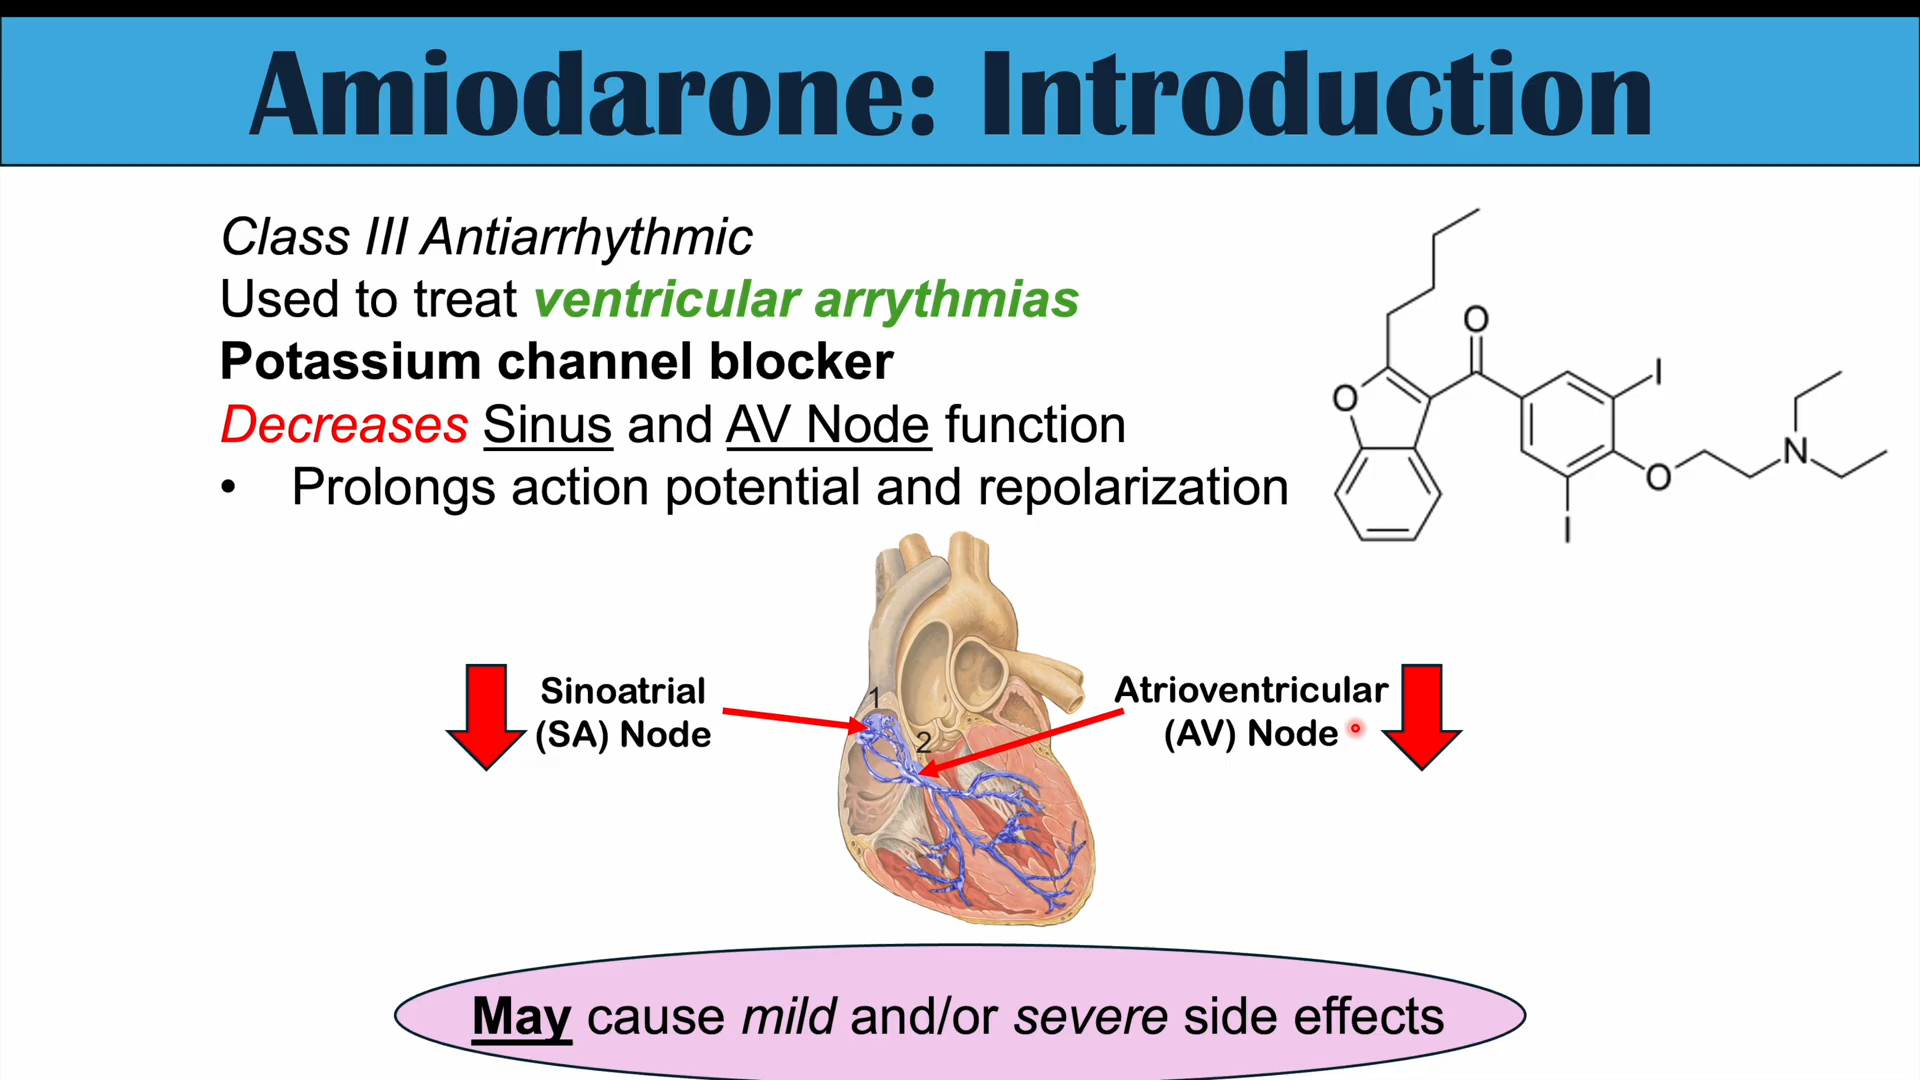 Amiodarone: Introduction
Class III Antiarrhythmic
Used to treat ventricular arrythmias
Potassium channel blocker
Decreases Sinus and AV Node function
• Prolongs action potential and repolarization
O
O
I
N
O
I
Sinoatrial
(SA) Node
1
2
Atrioventricular
(AV) Node
May cause mild and/or severe side effects